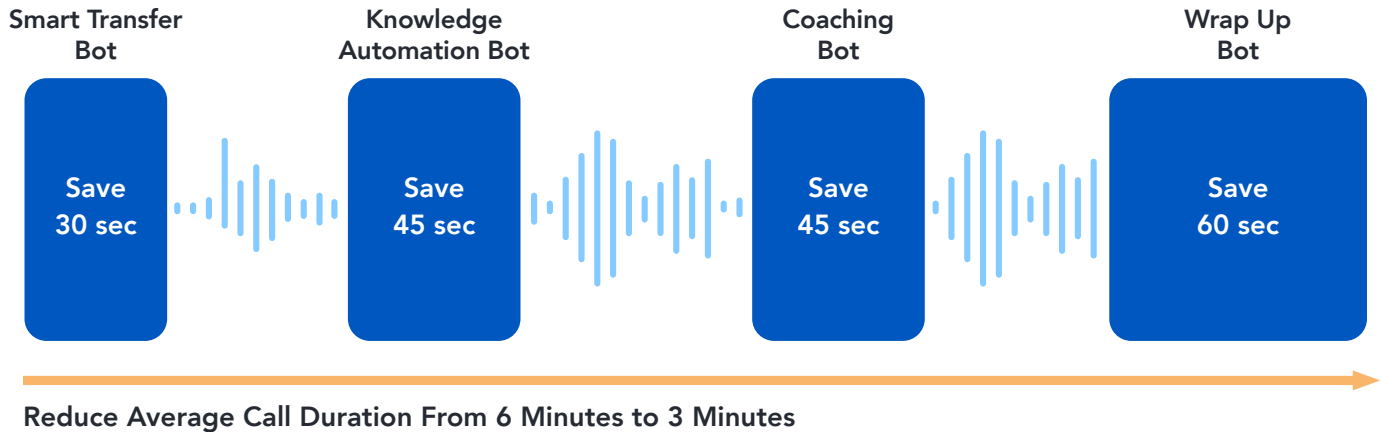 Smart Transfer
Bot
Knowledge
Automation Bot
Coaching
Bot
Wrap Up
Bot
Save
30 sec
Save
45 sec
Save
45 sec
Save
60 sec
Reduce Average Call Duration From 6 Minutes to 3 Minutes